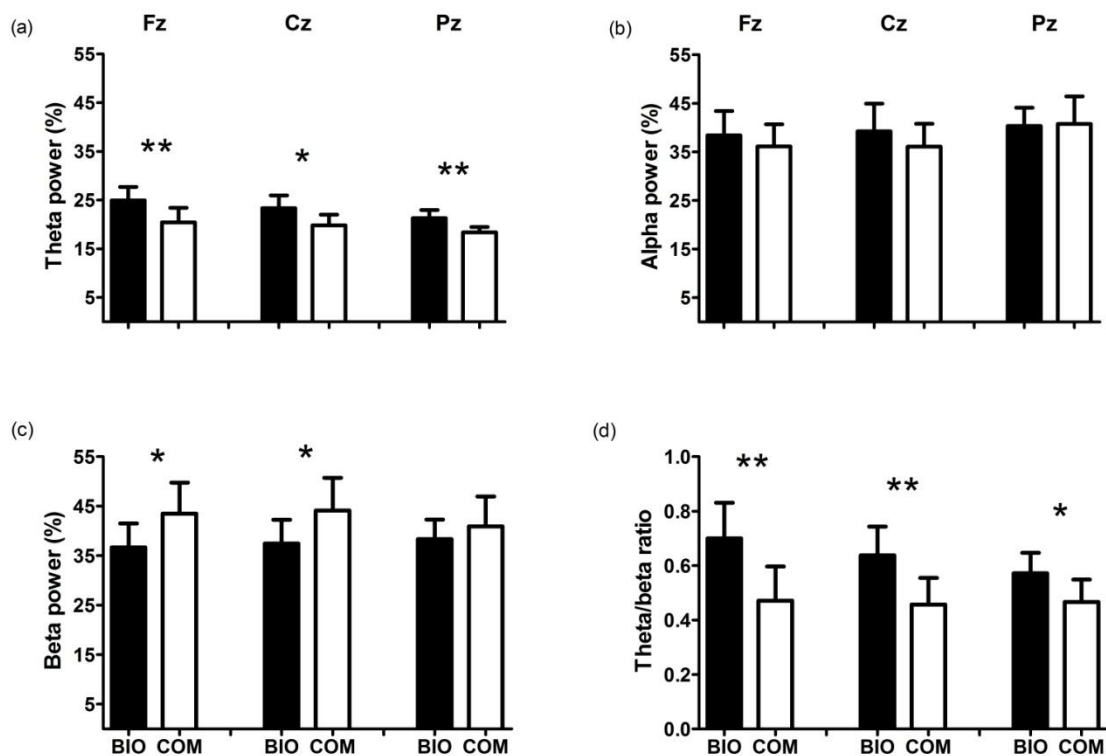 (a)
Fz Cz Pz
55
45
35
25
15
5
Theta power (%)
** * **
(b)
Fz Cz Pz
55
45
35
25
15
5
Alpha power (%)
(c)
55
45
35
25
15
5
Beta power (%)
* *
BIO COM BIO COM BIO COM
(d)
1.0
0.8
0.6
0.4
0.2
0.0
Theta/beta ratio
** ** *
BIO COM BIO COM BIO COM